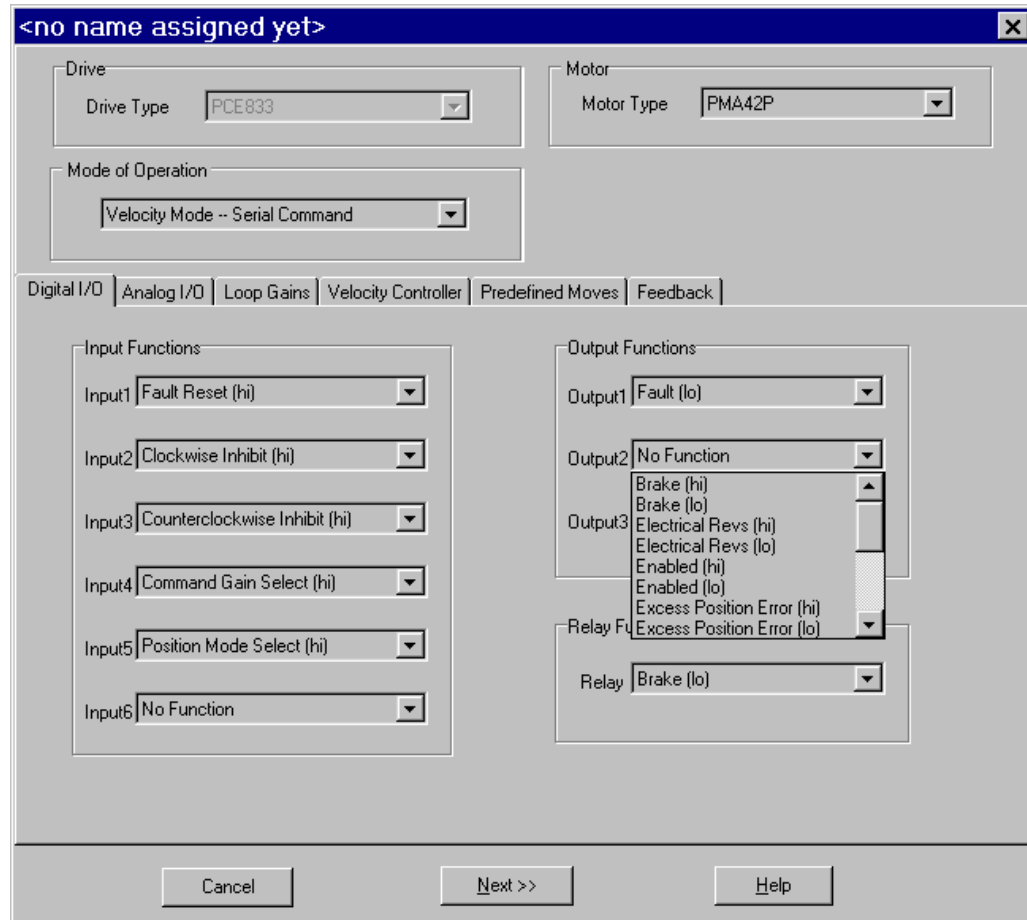 <no name assigned yet>
Drive
Drive Type PCE833
Motor
Motor Type PMA42P
Mode of Operation
Velocity Mode -- Serial Command
Digital I/O Analog I/O Loop Gains Velocity Controller Predefined Moves Feedback
Input Functions
Input1 Fault Reset (hi)
Input2 Clockwise Inhibit (hi)
Input3 Counterclockwise Inhibit (hi)
Input4 Command Gain Select (hi)
Input5 Position Mode Select (hi)
Input6 No Function
Output Functions
Output1 Fault (lo)
Output2 No Function
Brake (hi)
Brake (lo)
Output3 Electrical Revs (hi)
Electrical Revs (lo)
Enabled (hi)
Enabled (lo)
Excess Position Error (hi)
Relay Fu Excess Position Error (lo)
Relay Brake (lo)
Cancel Next >> Help